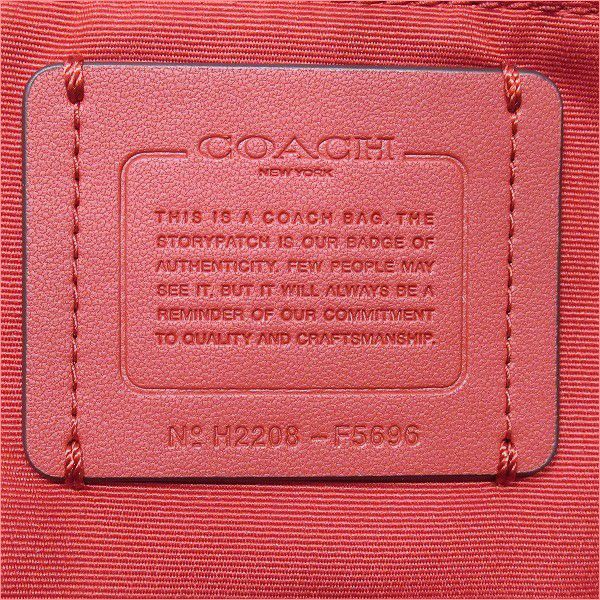 COACH
NEW YORK
THIS IS A COACH BAG. THE
STORYPATCH IS OUR BADGE OF
AUTHENTICITY. FEW PEOPLE MAY
SEE IT, BUT IT WILL ALWAYS BE A
REMINDER OF OUR COMMITMENT
TO QUALITY AND CRAFTSMANSHIP.
Nº H2208 – F5696